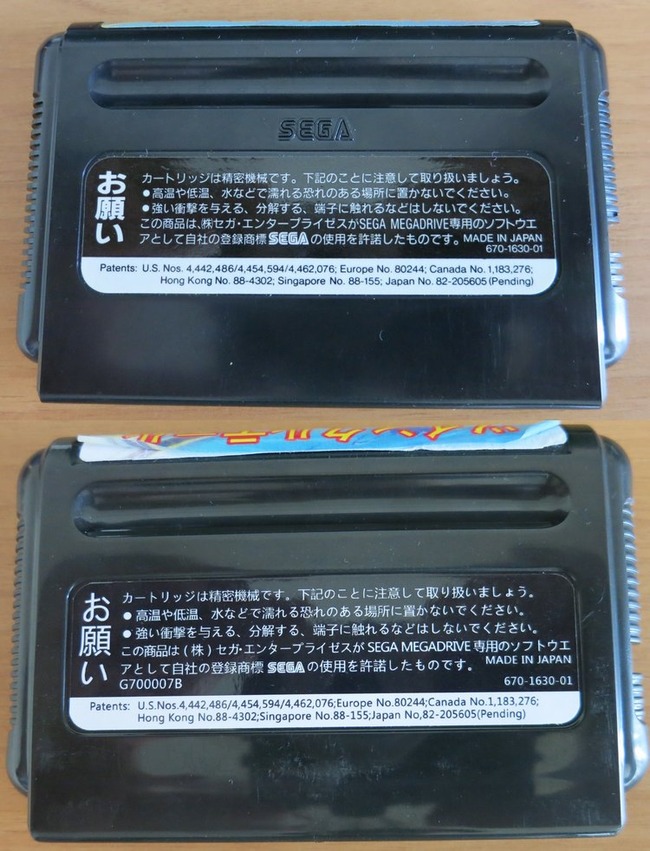 SEGA
お願い
カートリッジは精密機械です。下記のことに注意して取り扱いましょう。
●高温や低温、水などで濡れる恐れのある場所に置かないでください。
●強い衝撃を与える、分解する、端子に触れるなどはしないでください。
この商品は、㈱セガ・エンタープライゼスがSEGA MEGADRIVE専用のソフトウエ
アとして自社の登録商標SEGAの使用を許諾したものです。MADE IN JAPAN
670-1630-01
Patents: U.S. Nos. 4,442,486/4,454,594/4,462,076; Europe No. 80244; Canada No. 1,183,276;
Hong Kong No. 88-4302; Singapore No. 88-155; Japan No. 82-205605(Pending)
ツインクルテール
お願い
カートリッジは精密機械です。下記のことに注意して取り扱いましょう。
●高温や低温、水などで濡れる恐れのある場所に置かないでください。
●強い衝撃を与える、分解する、端子に触れるなどはしないでください。
この商品は(株)セガ・エンタープライゼスが SEGA MEGADRIVE 専用のソフトウエ
アとして自社の登録商標 SEGA の使用を許諾したものです。 MADE IN JAPAN
G700007B 670-1630-01
Patents: U.S.Nos.4,442,486/4,454,594/4,462,076;Europe No.80244;Canada No.1,183,276;
Hong Kong No.88-4302;Singapore No.88-155;Japan No,82-205605(Pending)